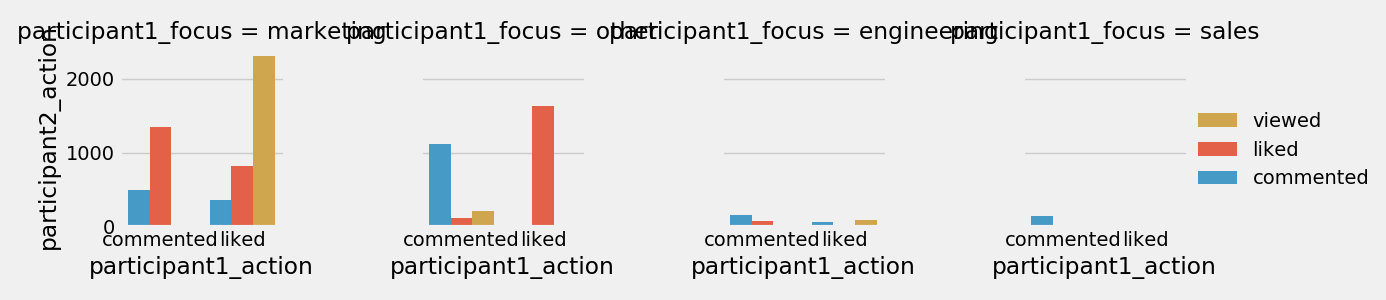 participant1_focus = marketing
participant1_focus = other
participant1_focus = engineering
participant1_focus = sales
participant2_action
2000
1000
0
commented liked
commented liked
commented liked
commented liked
participant1_action
participant1_action
participant1_action
participant1_action
viewed
liked
commented